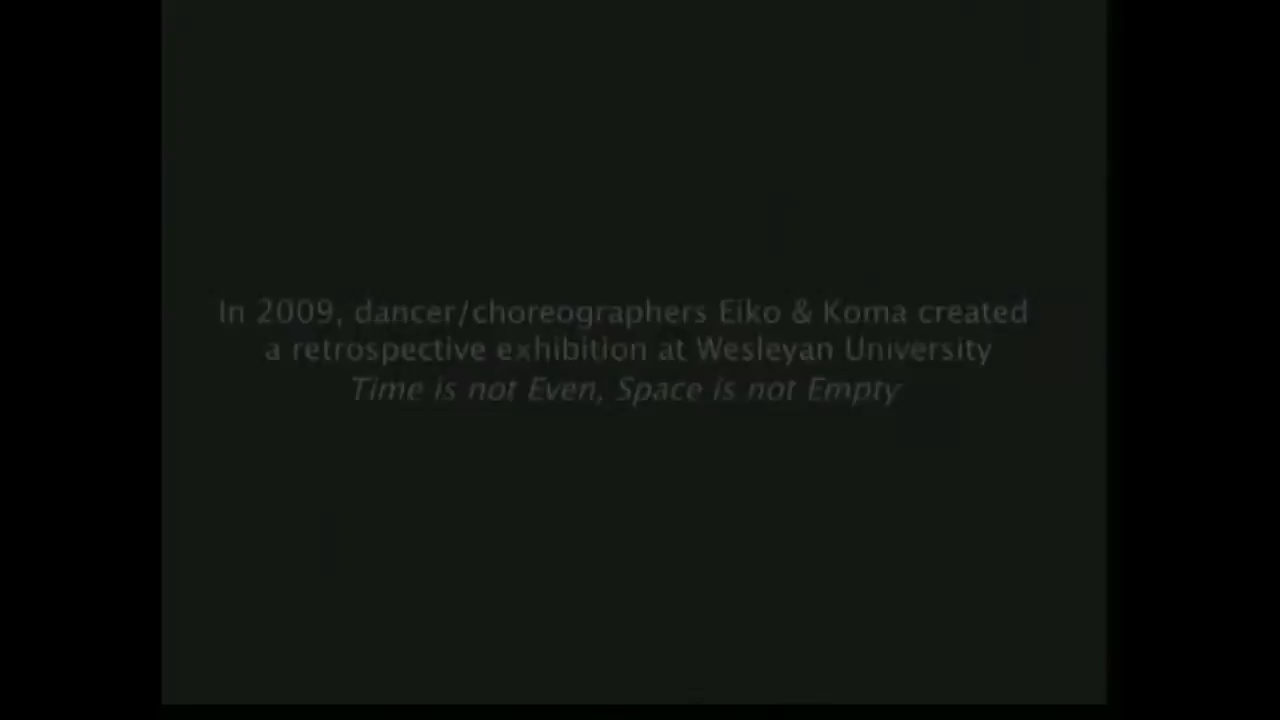 In 2009, dancer/choreographers Eiko & Koma created
a retrospective exhibition at Wesleyan University
Time is not Even, Space is not Empty